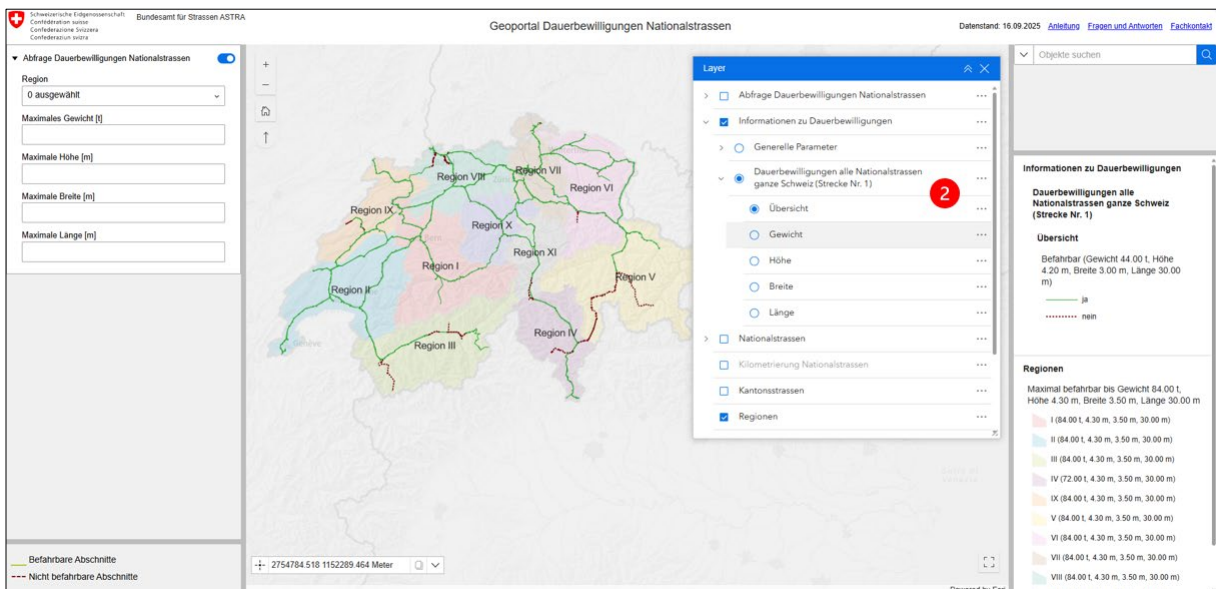 Schweizerische Eidgenossenschaft
Confédération suisse
Confederazione Svizzera
Confederaziun svizra
Bundesamt für Strassen ASTRA
Geoportal Dauerbewilligungen Nationalstrassen
Datenstand: 16.09.2025 Anleitung Fragen und Antworten Fachkontakt
Abfrage Dauerbewilligungen Nationalstrassen
Region
0 ausgewählt
Maximales Gewicht [t]
Maximale Höhe [m]
Maximale Breite [m]
Maximale Länge [m]
Befahrbare Abschnitte
Nicht befahrbare Abschnitte
Region VIII
Region VII
Region VI
Region IX
Region X
Region XI
Region I
Region V
Region II
Region IV
Region III
2754784.518 1152289.464 Meter
Layer
Abfrage Dauerbewilligungen Nationalstrassen
Informationen zu Dauerbewilligungen
Generelle Parameter
Dauerbewilligungen alle Nationalstrassen
ganze Schweiz (Strecke Nr. 1)
2
Übersicht
Gewicht
Höhe
Breite
Länge
Nationalstrassen
Kilometrierung Nationalstrassen
Kantonsstrassen
Regionen
Objekte suchen
Informationen zu Dauerbewilligungen
Dauerbewilligungen alle
Nationalstrassen ganze Schweiz
(Strecke Nr. 1)
Übersicht
Befahrbar (Gewicht 44.00 t, Höhe
4.20 m, Breite 3.00 m, Länge 30.00
m)
ja
nein
Regionen
Maximal befahrbar bis Gewicht 84.00 t,
Höhe 4.30 m, Breite 3.50 m, Länge 30.00 m
I (84.00 t, 4.30 m, 3.50 m, 30.00 m)
II (84.00 t, 4.30 m, 3.50 m, 30.00 m)
III (84.00 t, 4.30 m, 3.50 m, 30.00 m)
IV (72.00 t, 4.30 m, 3.50 m, 30.00 m)
IX (84.00 t, 4.30 m, 3.50 m, 30.00 m)
V (84.00 t, 4.30 m, 3.50 m, 30.00 m)
VI (84.00 t, 4.30 m, 3.50 m, 30.00 m)
VII (84.00 t, 4.30 m, 3.50 m, 30.00 m)
VIII (84.00 t, 4.30 m, 3.50 m, 30.00 m)